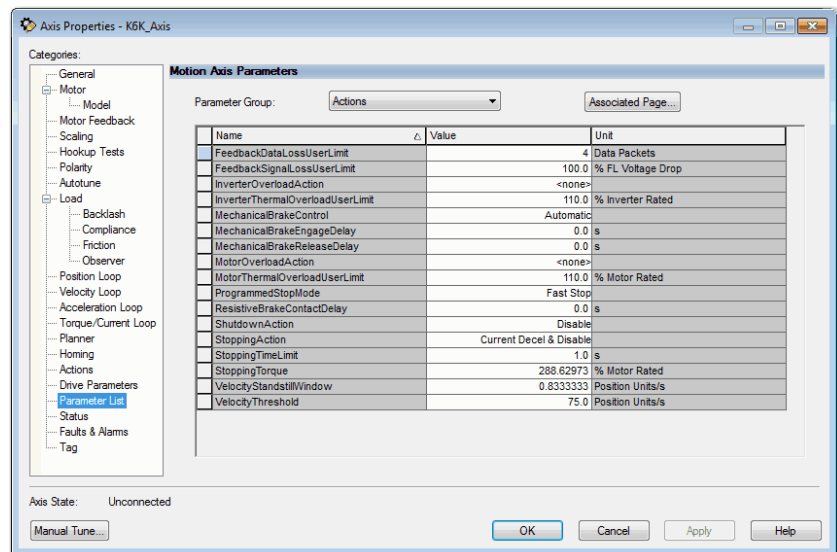 Axis Properties - K6K_Axis
Categories:
General
Motor
Model
Motor Feedback
Scaling
Hookup Tests
Polarity
Autotune
Load
Backlash
Compliance
Friction
Observer
Position Loop
Velocity Loop
Acceleration Loop
Torque/Current Loop
Planner
Homing
Actions
Drive Parameters
Parameter List
Status
Faults & Alarms
Tag
Motion Axis Parameters
Parameter Group: Actions Associated Page...
Name Value Unit
FeedbackDataLossUserLimit 4 Data Packets
FeedbackSignalLossUserLimit 100.0 % FL Voltage Drop
InverterOverloadAction <none>
InverterThermalOverloadUserLimit 110.0 % Inverter Rated
MechanicalBrakeControl Automatic
MechanicalBrakeEngageDelay 0.0 s
MechanicalBrakeReleaseDelay 0.0 s
MotorOverloadAction <none>
MotorThermalOverloadUserLimit 110.0 % Motor Rated
ProgrammedStopMode Fast Stop
ResistiveBrakeContactDelay 0.0 s
ShutdownAction Disable
StoppingAction Current Decel & Disable
StoppingTimeLimit 1.0 s
StoppingTorque 288.62973 % Motor Rated
VelocityStandstillWindow 0.8333333 Position Units/s
VelocityThreshold 75.0 Position Units/s
Axis State: Unconnected
Manual Tune... OK Cancel Apply Help